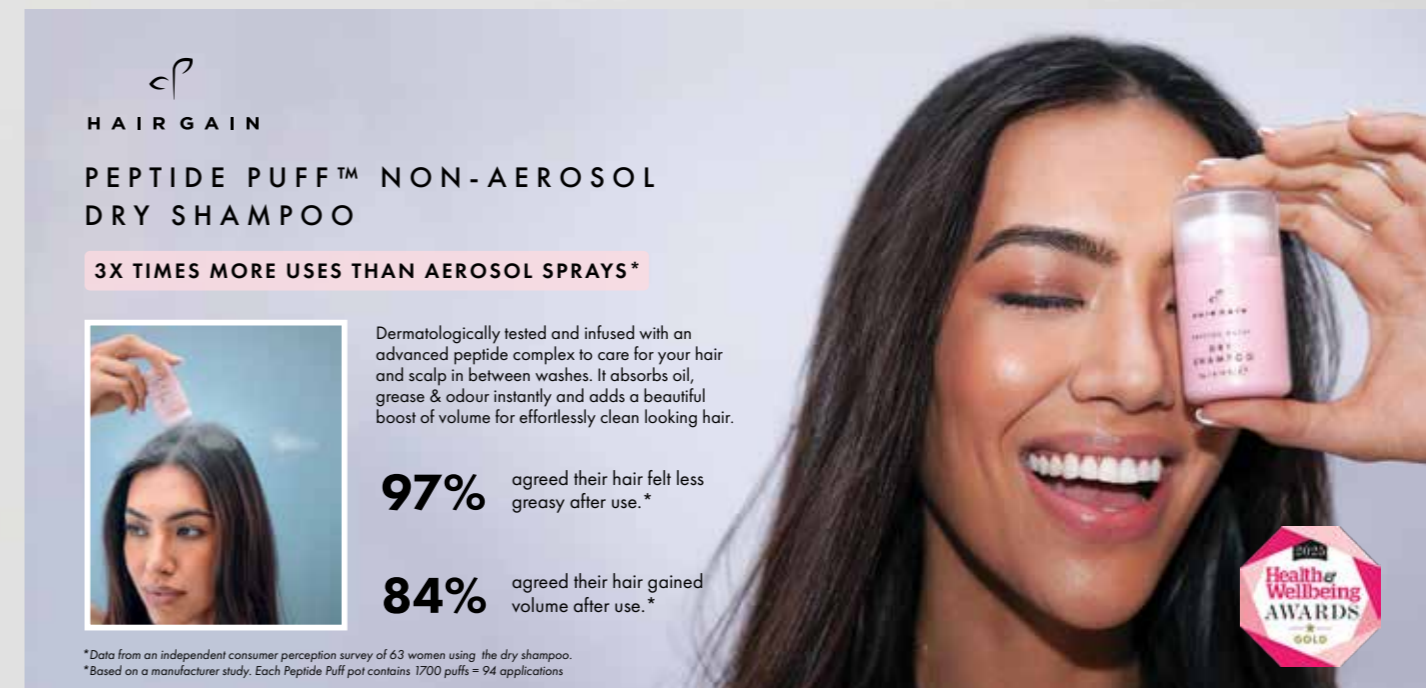 HAIR GAIN
PEPTIDE PUFF™ NON-AEROSOL
DRY SHAMPOO
3X TIMES MORE USES THAN AEROSOL SPRAYS*
Dermatologically tested and infused with an
advanced peptide complex to care for your hair
and scalp in between washes. It absorbs oil,
grease & odour instantly and adds a beautiful
boost of volume for effortlessly clean looking hair.
97% agreed their hair felt less
greasy after use.*
84% agreed their hair gained
volume after use.*
*Data from an independent consumer perception survey of 63 women using the dry shampoo.
*Based on a manufacturer study. Each Peptide Puff pot contains 1700 puffs = 94 applications
HAIR GAIN
DRY
SHAMPOO
2025
Health &
Wellbeing
AWARDS
GOLD